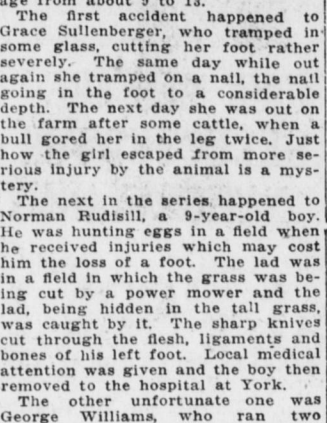 age from about 9 to 13.
The first accident happened to
Grace Sullenberger, who tramped in
some glass, cutting her foot rather
severely. The same day while out
again she tramped on a nail, the nail
going in the foot to a considerable
depth. The next day she was out on
the farm after some cattle, when a
bull gored her in the leg twice. Just
how the girl escaped from more se-
rious injury by the animal is a mys-
tery.
The next in the series happened to
Norman Rudisill, a 9-year-old boy.
He was hunting eggs in a field when
he received injuries which may cost
him the loss of a foot. The lad was
in a field in which the grass was be-
ing cut by a power mower and the
lad, being hidden in the tall grass,
was caught by it. The sharp knives
cut through the flesh, ligaments and
bones of his left foot. Local medical
attention was given and the boy then
removed to the hospital at York.
The other unfortunate one was
George Williams, who ran two